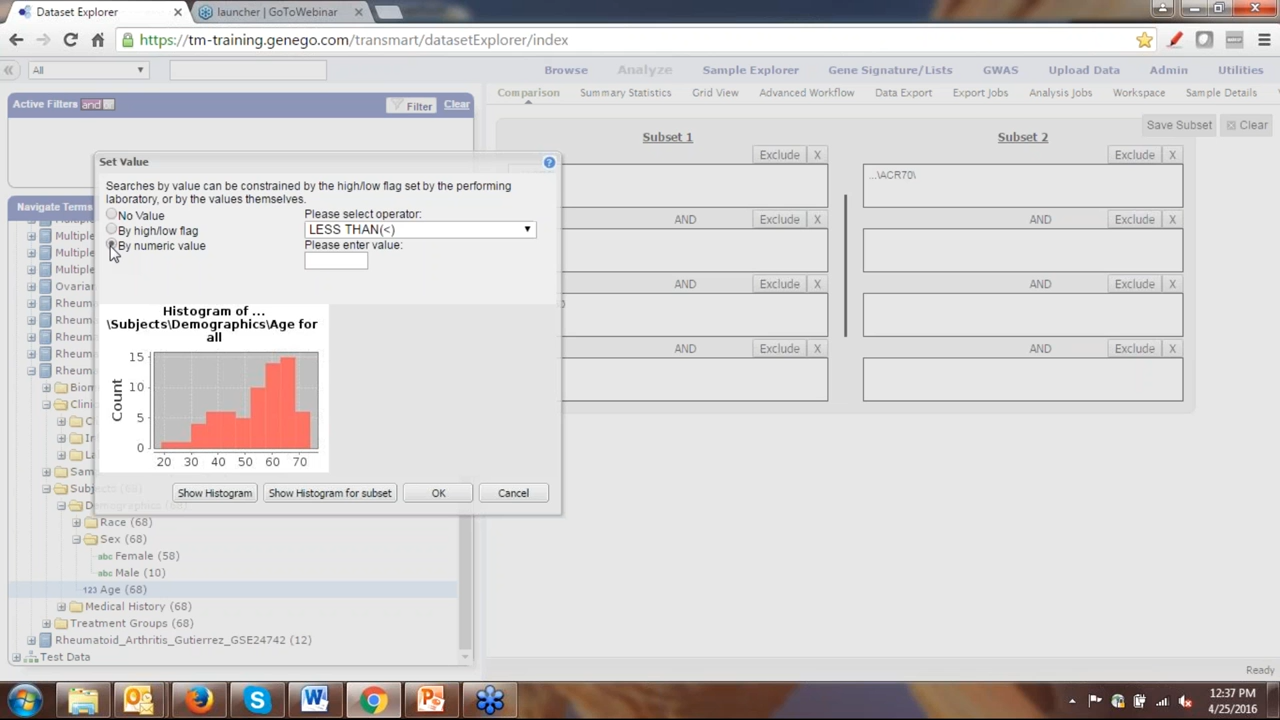 Dataset Explorer
launcher | GoToWebinar
https://tm-training.genego.com/transmart/datasetExplorer/index
All
Browse
Analyze
Sample Explorer
Gene Signature/Lists
GWAS
Upload Data
Admin
Utilities
Active Filters and
Filter
Clear
Comparison
Summary Statistics
Grid View
Advanced Workflow
Data Export
Export Jobs
Analysis Jobs
Workspace
Sample Details
Save Subset
Clear
Subset 1
Subset 2
Exclude X
Exclude X
...\ACR70\
AND
Exclude X
AND
Exclude X
AND
Exclude X
AND
Exclude X
AND
Exclude X
AND
Exclude X
Set Value
Searches by value can be constrained by the high/low flag set by the performing
laboratory, or by the values themselves.
No Value
By high/low flag
By numeric value
Please select operator:
LESS THAN(<)
Please enter value:
Histogram of ...
\Subjects\Demographics\Age for
all
Count
15
10
5
0
20 30 40 50 60 70
Show Histogram
Show Histogram for subset
OK
Cancel
Navigate Terms
Multiple
Multiple
Multiple
Ovaria
Rheum
Rheum
Rheum
Rheum
Rheum
Biom
Clini
C
In
La
Sam
Subjects (68)
Demographics (68)
Race (68)
Sex (68)
abc Female (58)
abc Male (10)
123 Age (68)
Medical History (68)
Treatment Groups (68)
Rheumatoid_Arthritis_Gutierrez_GSE24742 (12)
Test Data
Ready
12:37 PM
4/25/2016